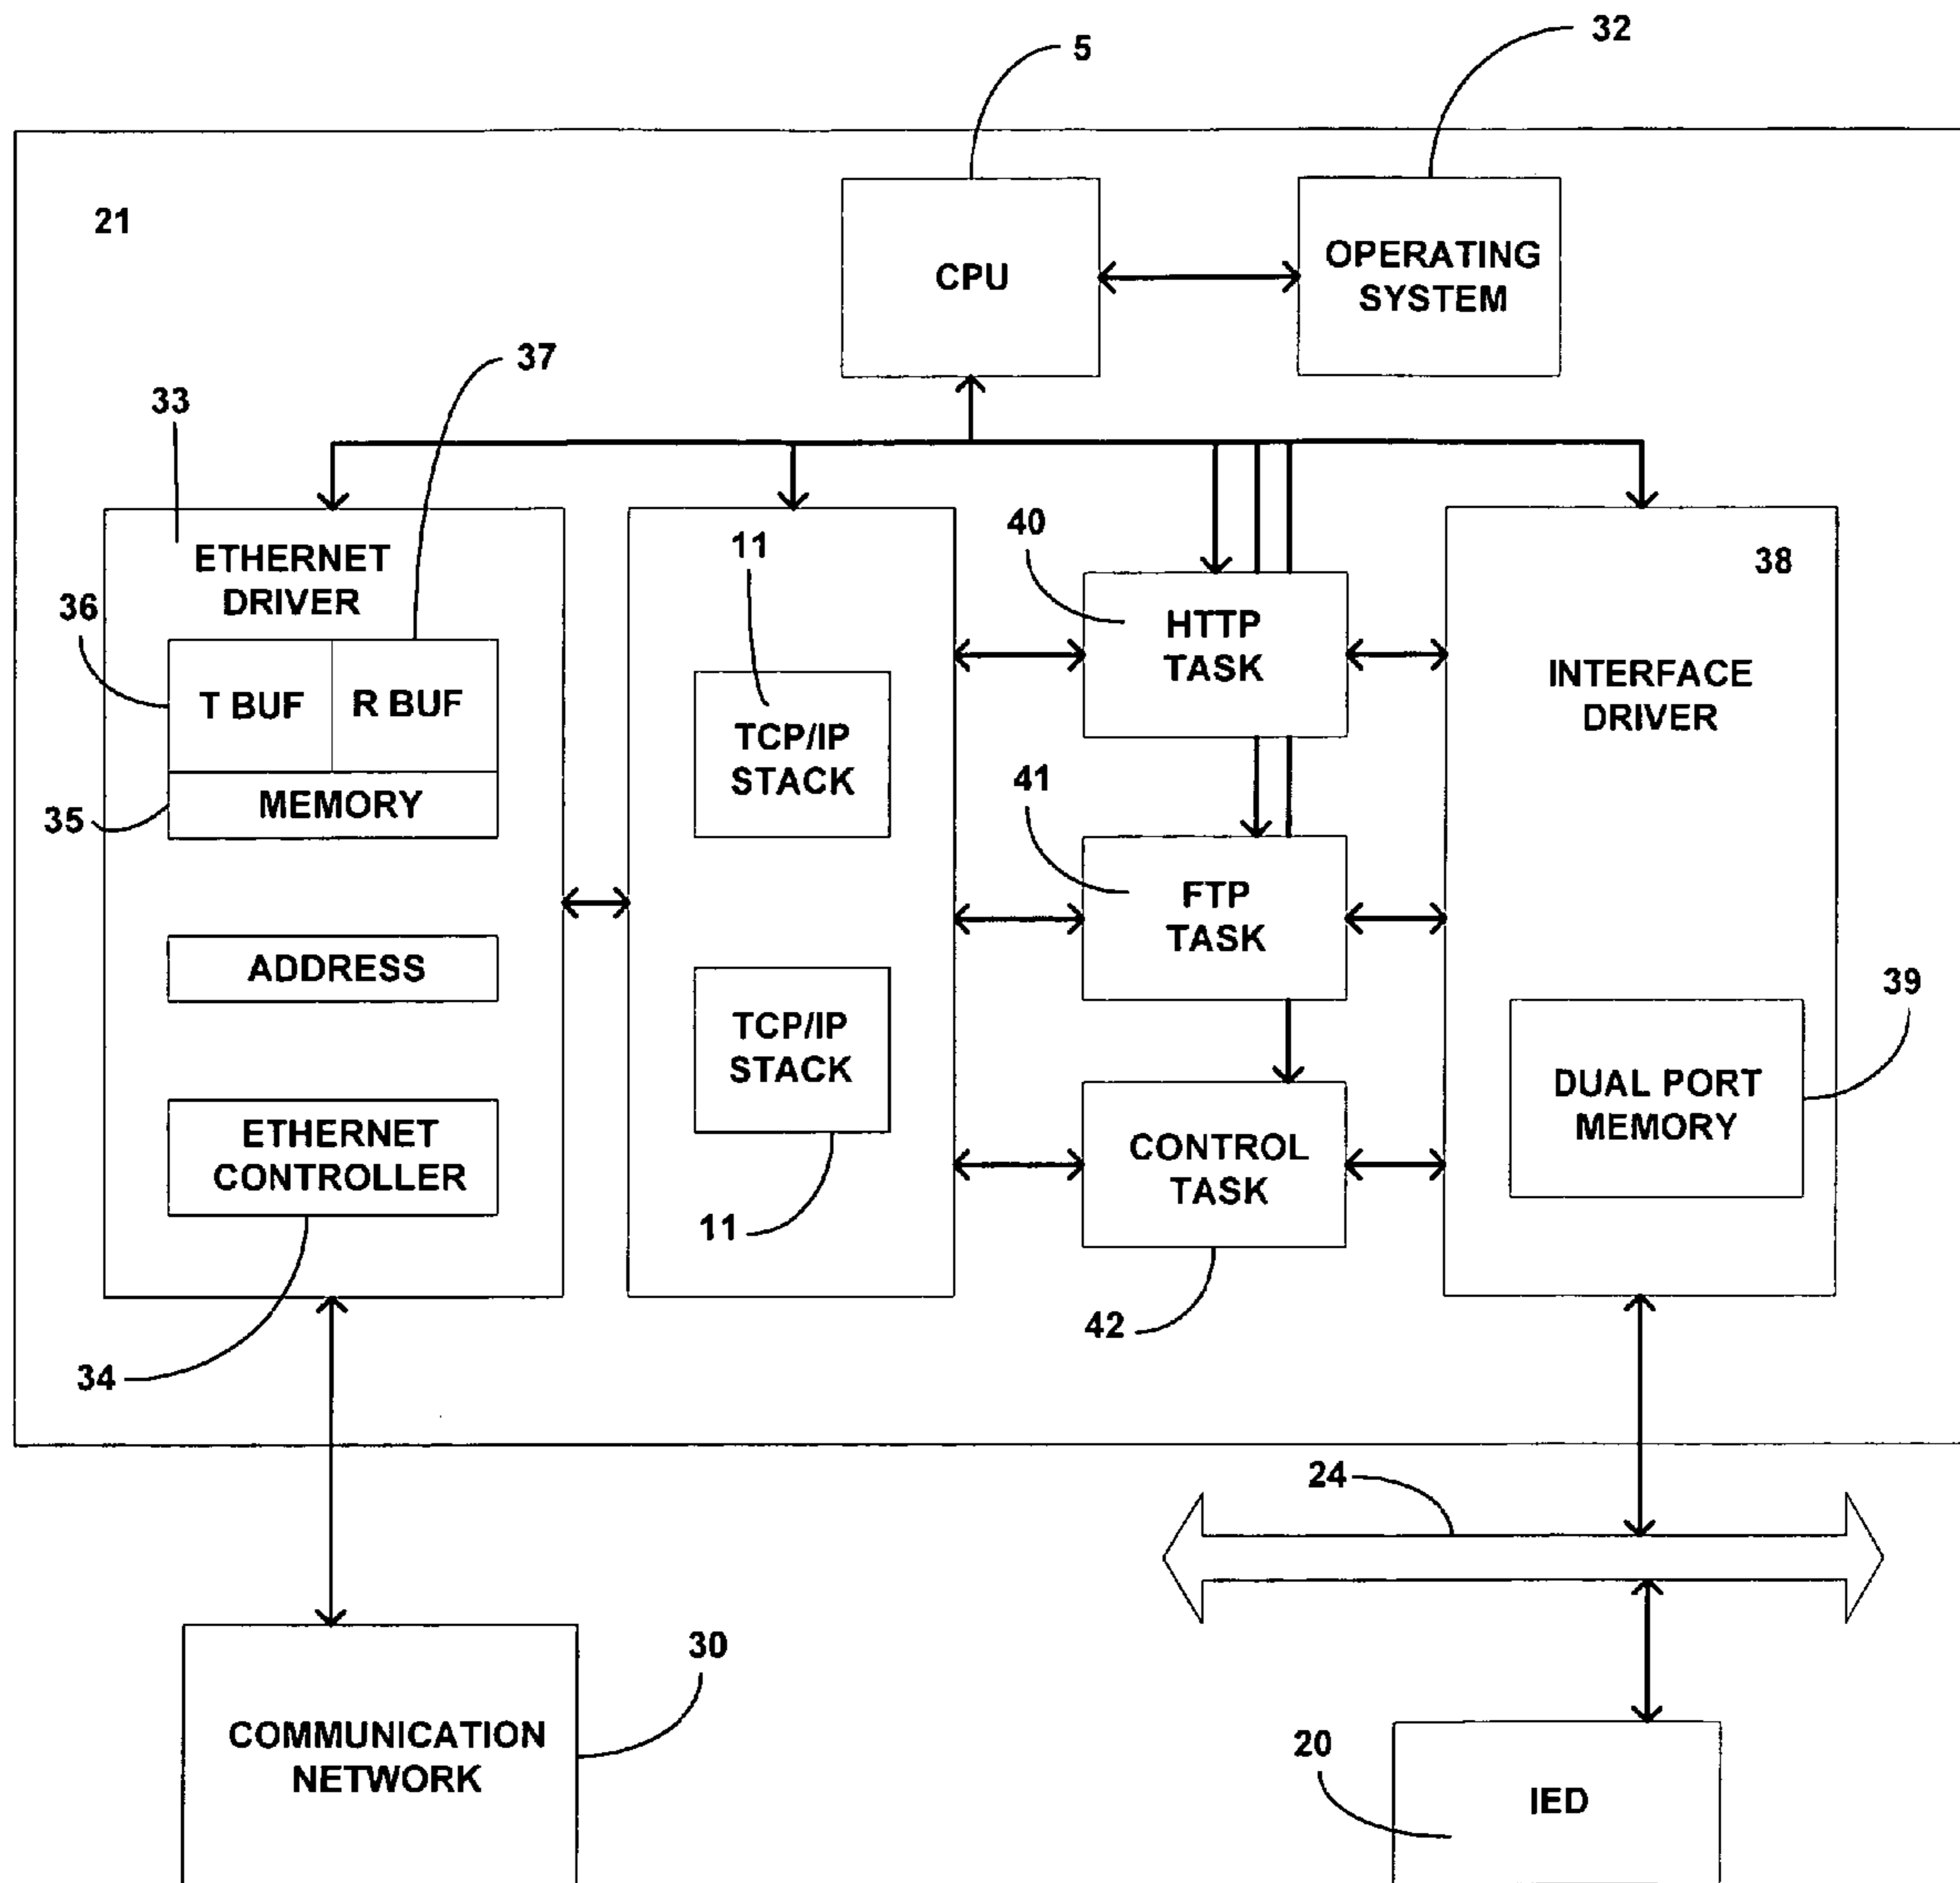 5
32
21
CPU
OPERATING
SYSTEM
37
33
ETHERNET
DRIVER
36
T BUF
R BUF
35
MEMORY
ADDRESS
ETHERNET
CONTROLLER
34
11
TCP/IP
STACK
TCP/IP
STACK
11
40
HTTP
TASK
41
FTP
TASK
CONTROL
TASK
42
38
INTERFACE
DRIVER
39
DUAL PORT
MEMORY
24
30
COMMUNICATION
NETWORK
20
IED